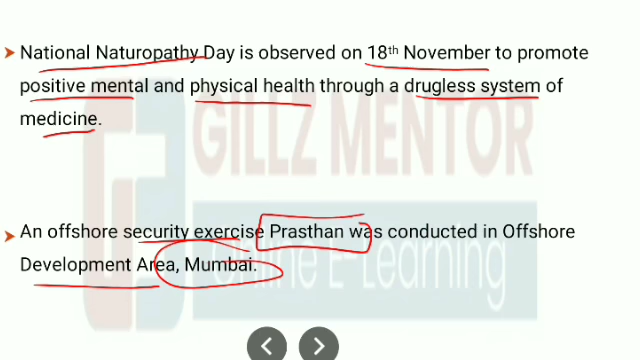 National Naturopathy Day is observed on 18th November to promote
positive mental and physical health through a drugless system of
medicine.
GILLZ MENTOR
An offshore security exercise Prasthan was conducted in Offshore
Development Area, Mumbai.
Online E-Learning